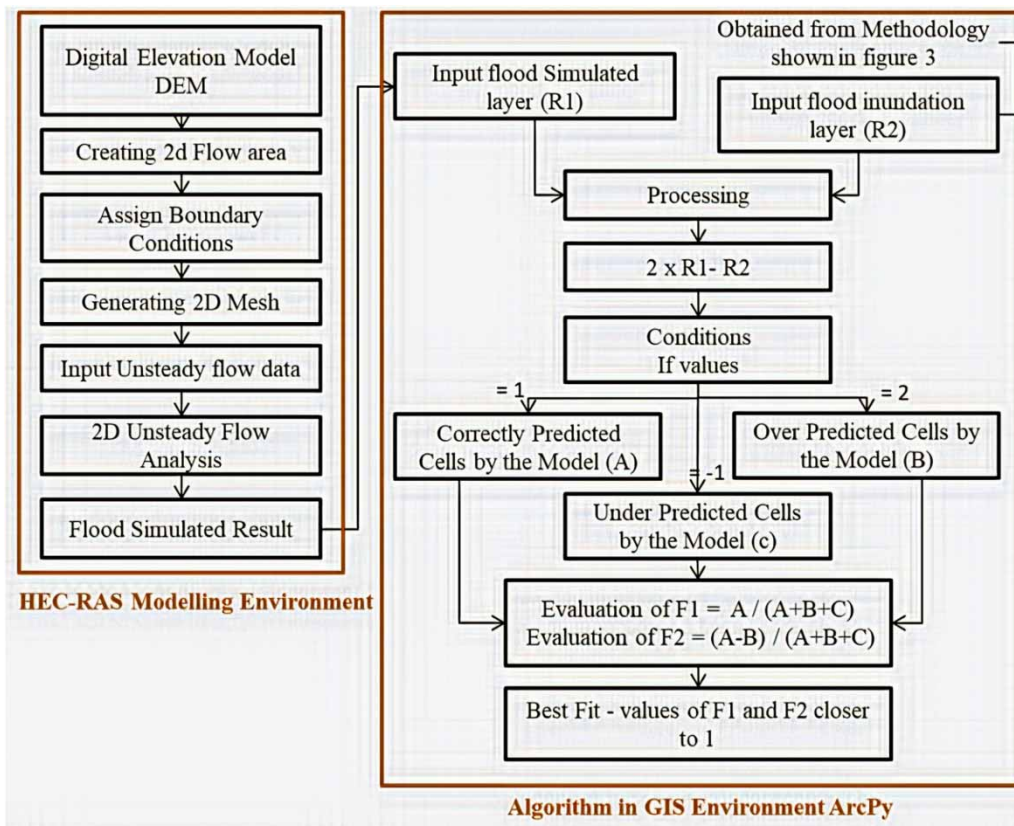 Digital Elevation Model
DEM
Creating 2d Flow area
Assign Boundary
Conditions
Generating 2D Mesh
Input Unsteady flow data
2D Unsteady Flow
Analysis
Flood Simulated Result
HEC-RAS Modelling Environment
Input flood Simulated
layer (R1)
Obtained from Methodology
shown in figure 3
Input flood inundation
layer (R2)
Processing
2 x R1- R2
Conditions
If values
= 1
= 2
Correctly Predicted
Cells by the Model (A)
= -1
Over Predicted Cells by
the Model (B)
Under Predicted Cells
by the Model (c)
Evaluation of F1 = A / (A+B+C)
Evaluation of F2 = (A-B) / (A+B+C)
Best Fit - values of F1 and F2 closer
to 1
Algorithm in GIS Environment ArcPy